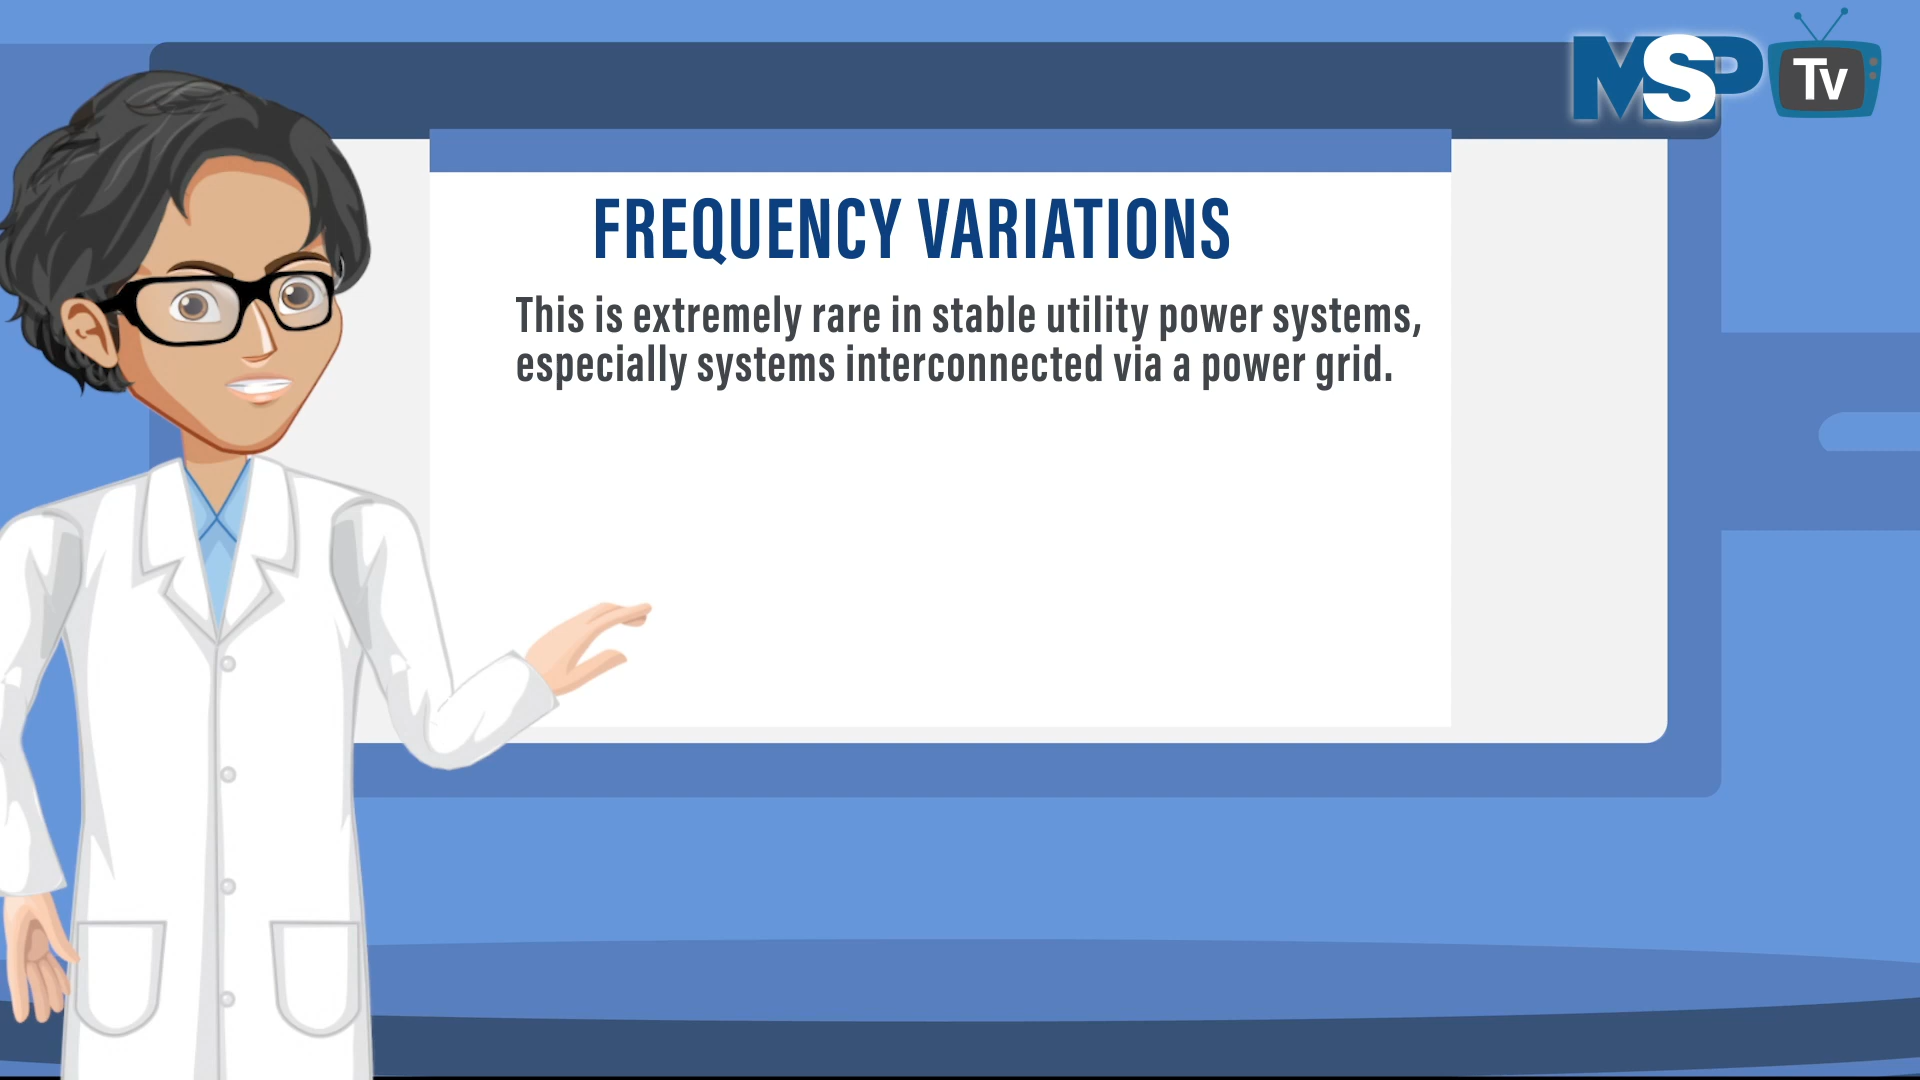 MSP Tv
FREQUENCY VARIATIONS
This is extremely rare in stable utility power systems,
especially systems interconnected via a power grid.